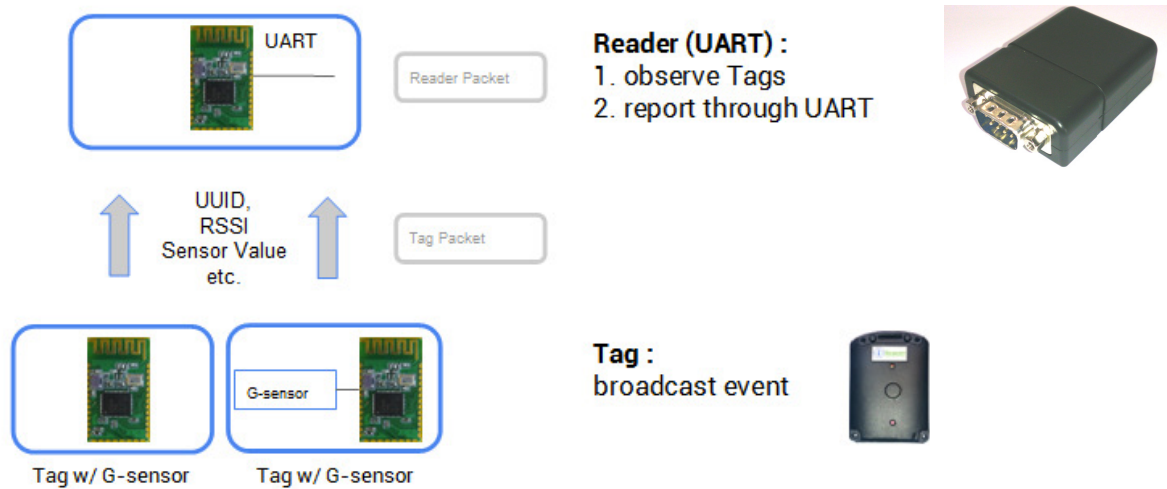 UART
Reader Packet
Reader (UART) :
1. observe Tags
2. report through UART
UUID,
RSSI
Sensor Value
etc.
Tag Packet
G-sensor
Tag :
broadcast event
Tag w/ G-sensor
Tag w/ G-sensor